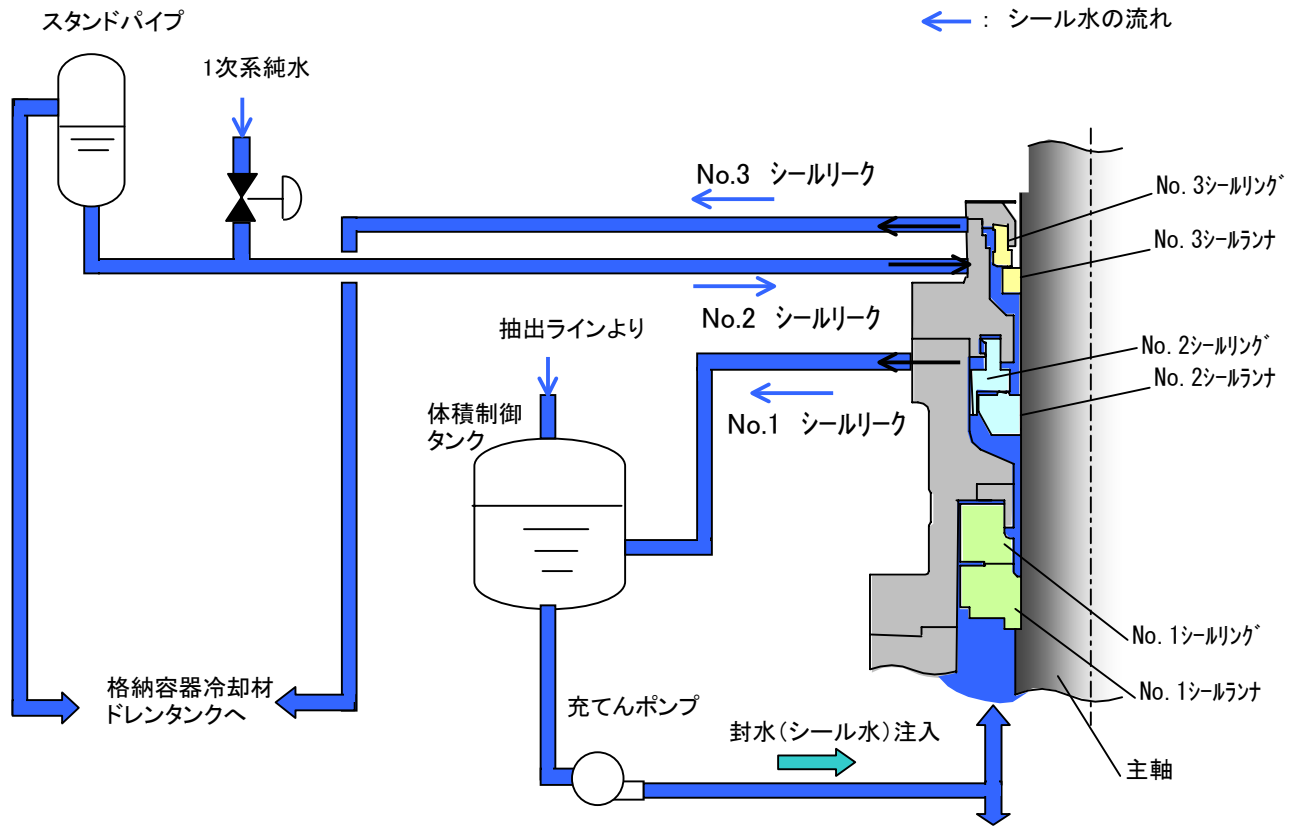 スタンドパイプ
： シール水の流れ
1次系純水
No.3 シールリーク
No.3シールリング
No.3シールランナ
No.2 シールリーク
抽出ラインより
No.2シールリング
No.2シールランナ
体積制御
タンク
No.1 シールリーク
No.1シールリング
No.1シールランナ
格納容器冷却材
ドレンタンクへ
充てんポンプ
封水（シール水）注入
主軸